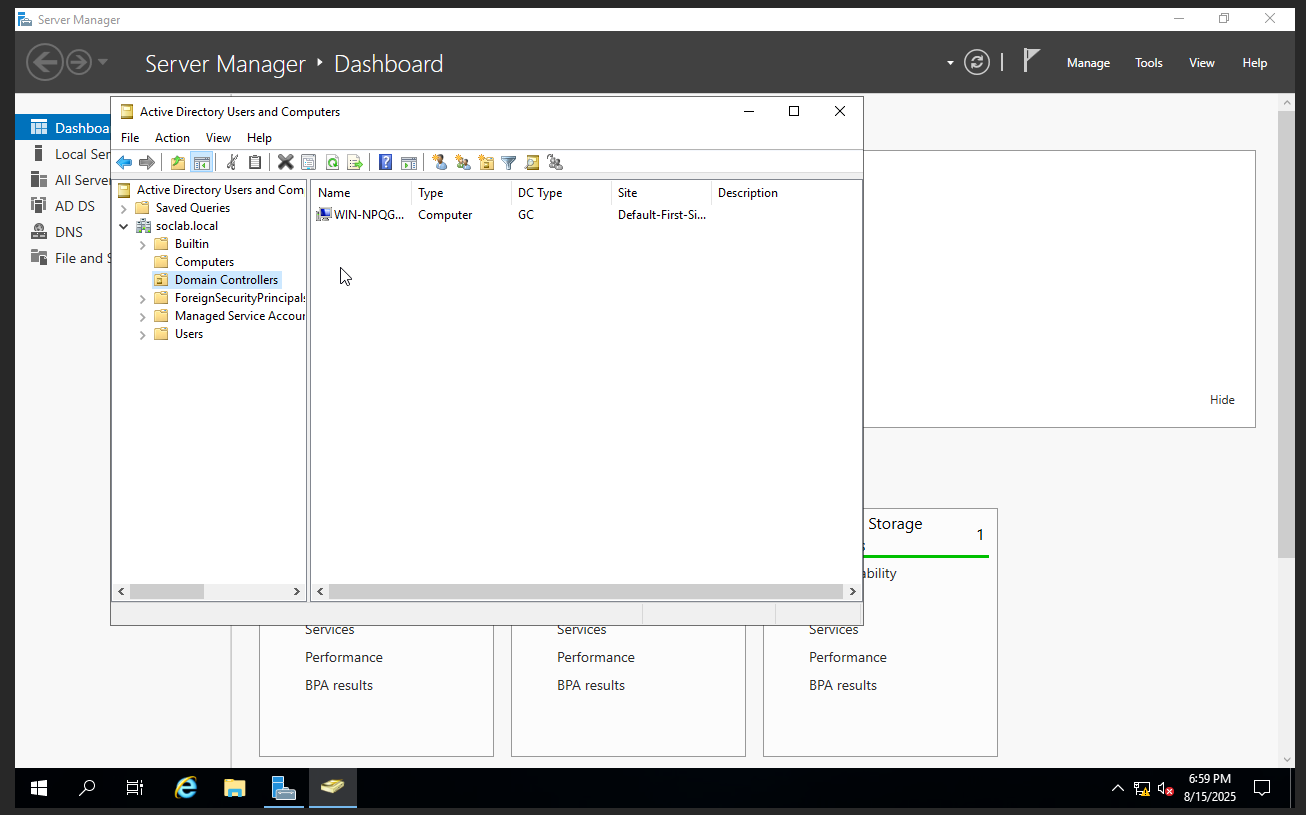 Server Manager
Server Manager • Dashboard
Manage Tools View Help
Active Directory Users and Computers
File Action View Help
Dashboa
Local Ser
All Server
AD DS
DNS
File and S
Active Directory Users and Com
Saved Queries
soclab.local
Builtin
Computers
Domain Controllers
ForeignSecurityPrincipals
Managed Service Accour
Users
Name Type DC Type Site Description
WIN-NPQG... Computer GC Default-First-Si...
Hide
Storage 1
ability
Services Services Services
Performance Performance Performance
BPA results BPA results BPA results
6:59 PM
8/15/2025